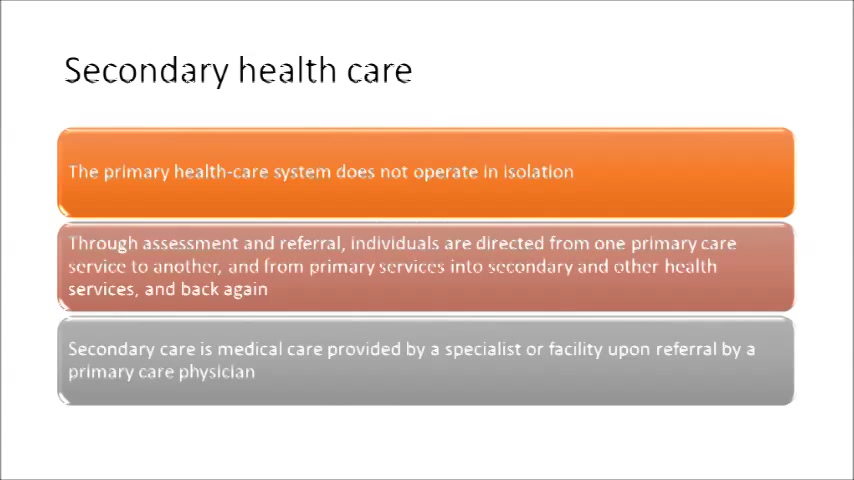 Secondary health care
The primary health-care system does not operate in isolation
Through assessment and referral, individuals are directed from one primary care
service to another, and from primary services into secondary and other health
services, and back again
Secondary care is medical care provided by a specialist or facility upon referral by a
primary care physician